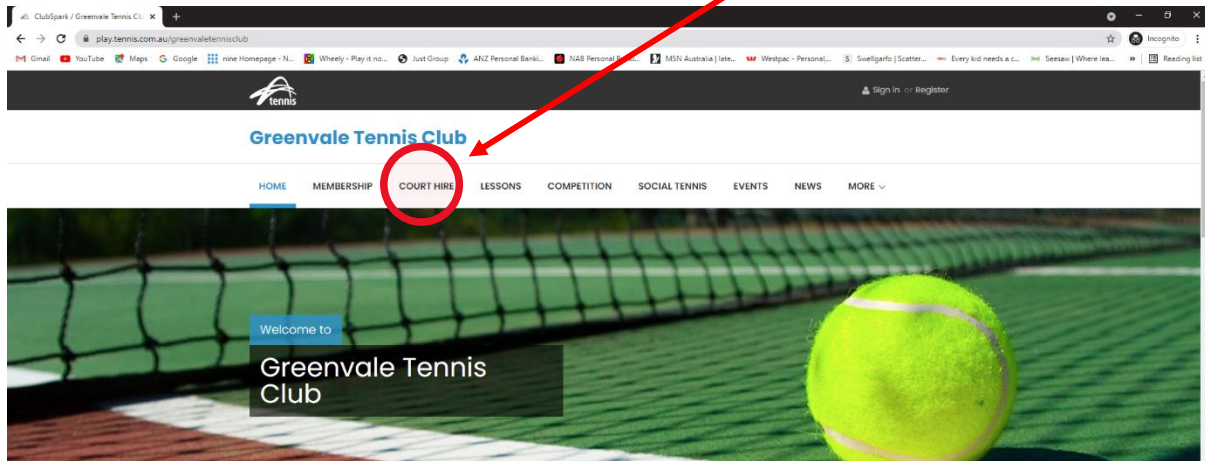 ClubSpark / Greenvale Tennis Cl
play.tennis.com.au/greenvaletennisclub
Incognito
Gmail YouTube Maps Google nine Homepage - N... Wheely - Play it no... Just Group ANZ Personal Banki... NAB Personal Banki... MSN Australia | late... Westpac - Personal,... Swellgarfo | Scatter... Every kid needs a c... Seesaw | Where lea... » Reading list
tennis
Sign in or Register
Greenvale Tennis Club
HOME MEMBERSHIP COURT HIRE LESSONS COMPETITION SOCIAL TENNIS EVENTS NEWS MORE
Welcome to
Greenvale Tennis
Club